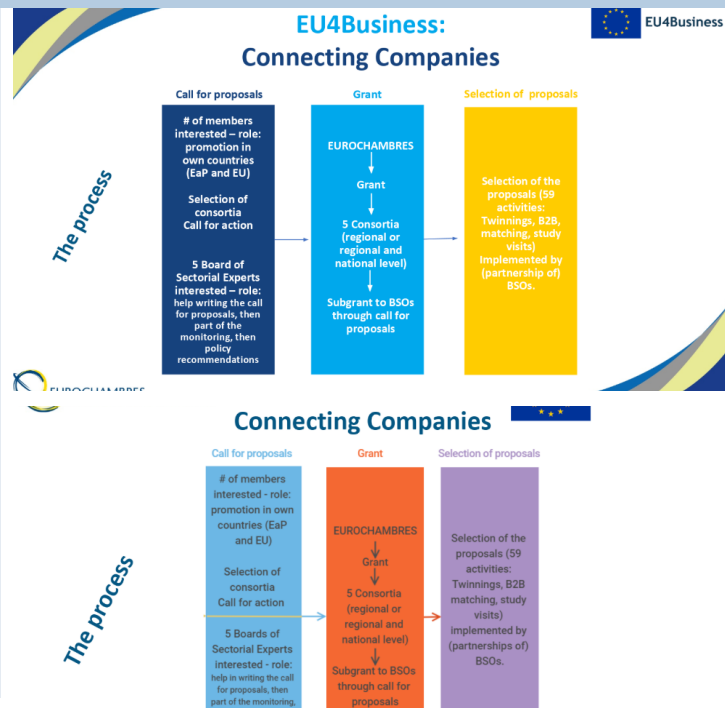 EU4Business:
Connecting Companies
EU4Business
The process
Call for proposals
# of members
interested – role:
promotion in
own countries
(EaP and EU)
Selection of
consortia
Call for action
5 Board of
Sectorial Experts
interested – role:
help writing the call
for proposals, then
part of the
monitoring, then
policy
recommendations
Grant
EUROCHAMBRES
Grant
5 Consortia
(regional or
regional and
national level)
Subgrant to BSOs
through call for
proposals
Selection of proposals
Selection of the
proposals (59
activities:
Twinnings, B2B,
matching, study
visits)
Implemented by
(partnership of)
BSOs.
EUROCHAMBRES
Connecting Companies
The process
Call for proposals
# of members
interested - role:
promotion in own
countries (EaP
and EU)
Selection of
consortia
Call for action
5 Boards of
Sectorial Experts
interested - role:
help in writing the call
for proposals, then
part of the monitoring,
Grant
EUROCHAMBRES
Grant
5 Consortia
(regional or
regional and
national level)
Subgrant to BSOs
through call for
proposals
Selection of proposals
Selection of the
proposals (59
activities:
Twinnings, B2B
matching, study
visits)
implemented by
(partnerships of)
BSOs.